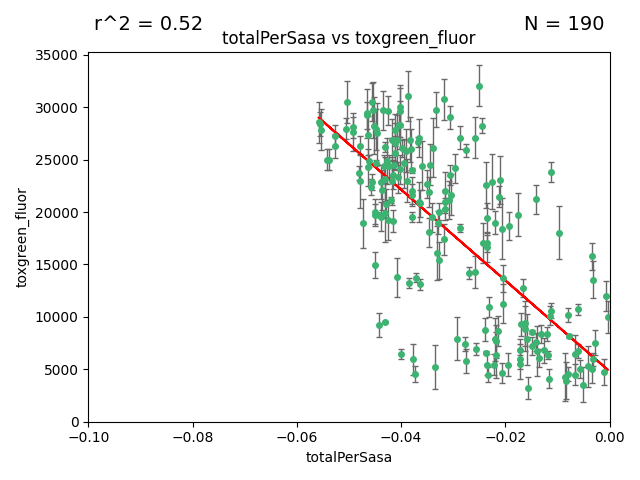 r^2 = 0.52 N = 190
totalPerSasa vs toxgreen_fluor
35000
30000
25000
20000
15000
10000
5000
0
toxgreen_fluor
−0.10 −0.08 −0.06 −0.04 −0.02 0.00
totalPerSasa